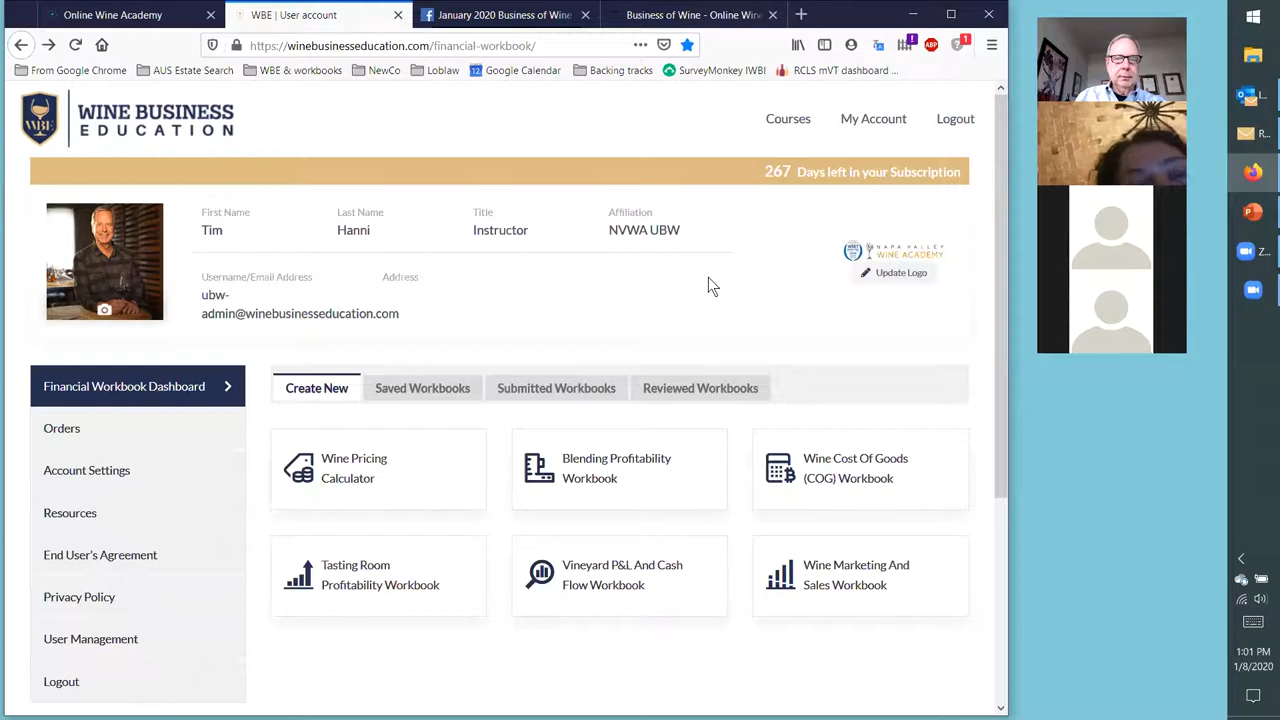 Online Wine Academy
WBE | User account
January 2020 Business of Wine
Business of Wine - Online Wine
https://winebusinesseducation.com/financial-workbook/
From Google Chrome
AUS Estate Search
WBE & workbooks
NewCo
Loblaw
Google Calendar
Backing tracks
SurveyMonkey IWBI
RCLS mVT dashboard ...
WBE
WINE BUSINESS
EDUCATION
Courses
My Account
Logout
267 Days left in your Subscription
First Name
Last Name
Title
Affiliation
Tim
Hanni
Instructor
NVWA UBW
NAPA VALLEY
WINE ACADEMY
Update Logo
Username/Email Address
Address
ubw-
admin@winebusinesseducation.com
Financial Workbook Dashboard
Orders
Account Settings
Resources
End User's Agreement
Privacy Policy
User Management
Logout
Create New
Saved Workbooks
Submitted Workbooks
Reviewed Workbooks
Wine Pricing
Calculator
Blending Profitability
Workbook
Wine Cost Of Goods
(COG) Workbook
Tasting Room
Profitability Workbook
Vineyard P&L And Cash
Flow Workbook
Wine Marketing And
Sales Workbook
I...
R...
Z...
1:01 PM
1/8/2020